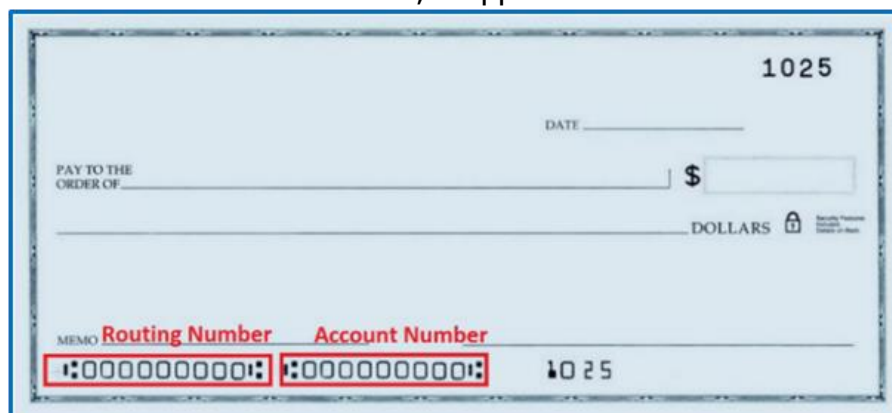 1025
DATE
PAY TO THE
ORDER OF
$
DOLLARS
MEMO Routing Number Account Number
⑆000000000⑆ ⑆000000000⑆ 1025